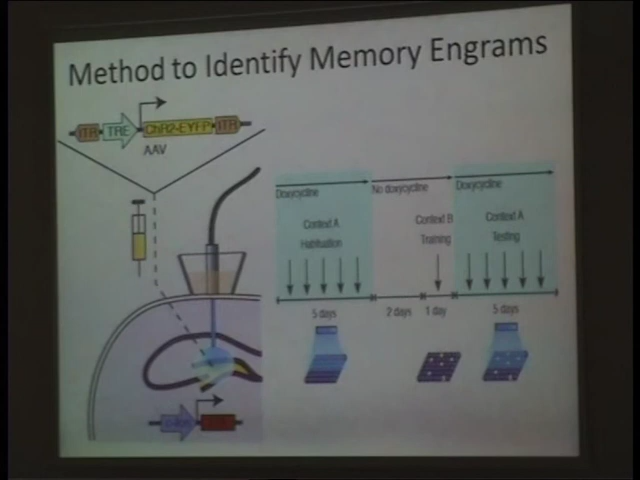 Method to Identify Memory Engrams
ITR TRE ChR2-EYFP ITR
AAV
Doxycycline No doxycycline Doxycycline
Context A Context B Context A
Habituation Training Testing
5 days 2 days 1 day 5 days